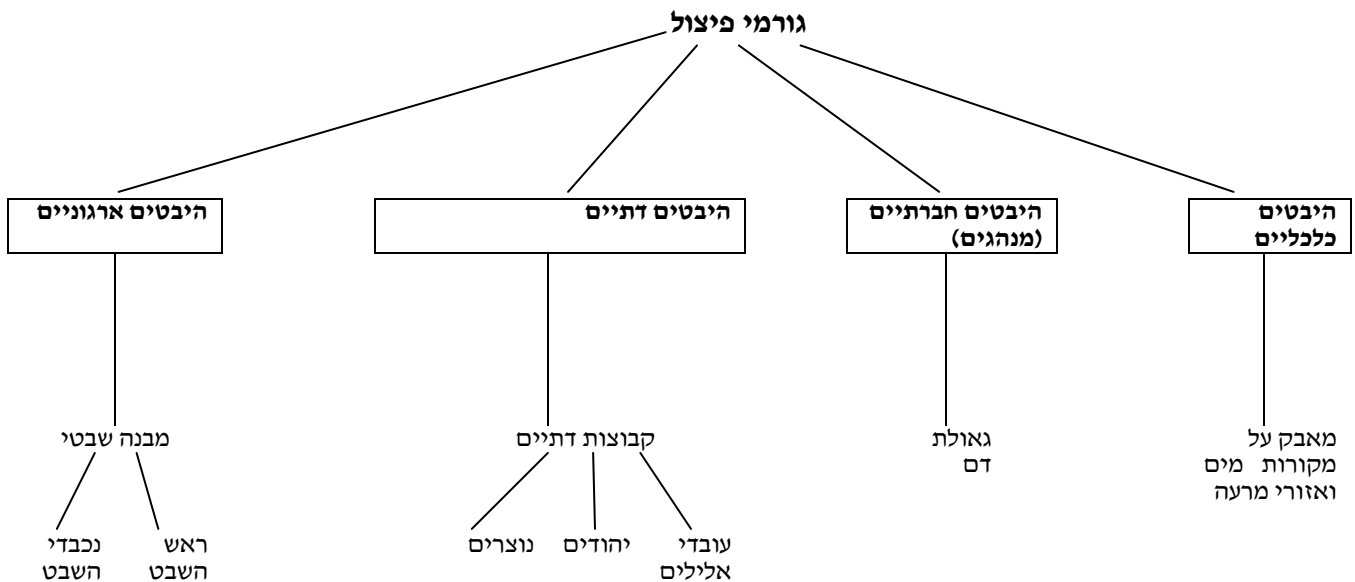 גורמי פיצול
היבטים
כלכליים
היבטים חברתיים
(מנהגים)
היבטים דתיים
היבטים ארגוניים
מאבק על
מקורות מים
ואזורי מרעה
גאולת
דם
קבוצות דתיים
מבנה שבטי
עובדי
אלילים
יהודים
נוצרים
ראש
השבט
נכבדי
השבט